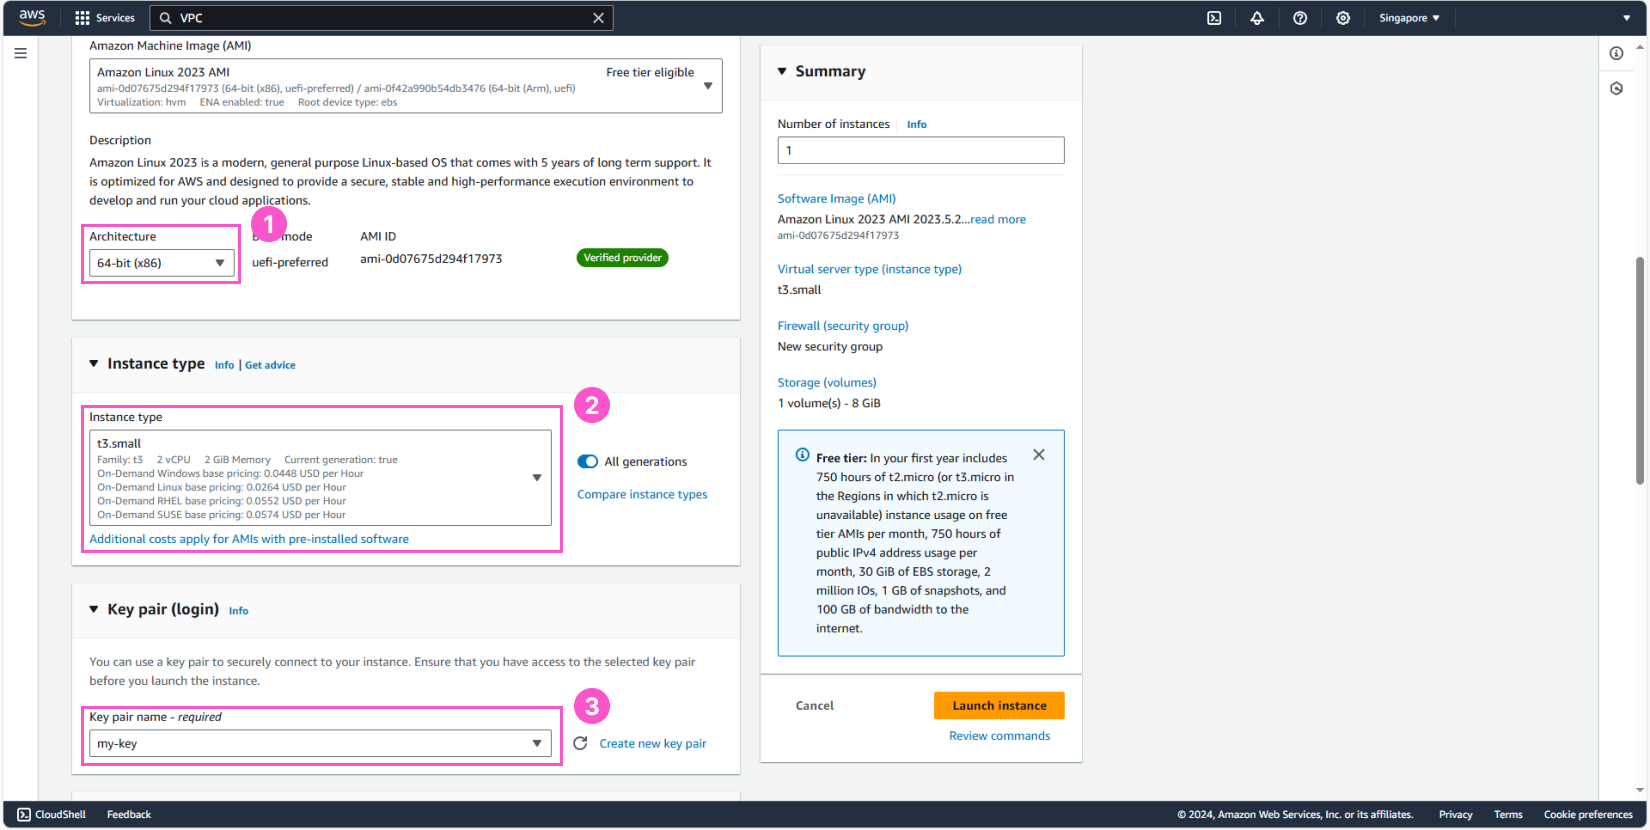 aws
Services
VPC
Singapore
Amazon Machine Image (AMI)
Amazon Linux 2023 AMI
Free tier eligible
ami-0d07675d294f17973 (64-bit (x86), uefi-preferred) / ami-0f42a990b54db3476 (64-bit (Arm), uefi)
Virtualization: hvm ENA enabled: true Root device type: ebs
Description
Amazon Linux 2023 is a modern, general purpose Linux-based OS that comes with 5 years of long term support. It
is optimized for AWS and designed to provide a secure, stable and high-performance execution environment to
develop and run your cloud applications.
1
Architecture
mode
AMI ID
64-bit (x86)
uefi-preferred
ami-0d07675d294f17973
Verified provider
Instance type Info | Get advice
2
Instance type
t3.small
Family: t3 2 vCPU 2 GiB Memory Current generation: true
On-Demand Windows base pricing: 0.0448 USD per Hour
On-Demand Linux base pricing: 0.0264 USD per Hour
On-Demand RHEL base pricing: 0.0552 USD per Hour
On-Demand SUSE base pricing: 0.0574 USD per Hour
All generations
Compare instance types
Additional costs apply for AMIs with pre-installed software
Key pair (login) Info
You can use a key pair to securely connect to your instance. Ensure that you have access to the selected key pair
before you launch the instance.
3
Key pair name - required
my-key
Create new key pair
Summary
Number of instances Info
1
Software Image (AMI)
Amazon Linux 2023 AMI 2023.5.2...read more
ami-0d07675d294f17973
Virtual server type (instance type)
t3.small
Firewall (security group)
New security group
Storage (volumes)
1 volume(s) - 8 GiB
Free tier: In your first year includes
750 hours of t2.micro (or t3.micro in
the Regions in which t2.micro is
unavailable) instance usage on free
tier AMIs per month, 750 hours of
public IPv4 address usage per
month, 30 GiB of EBS storage, 2
million IOs, 1 GB of snapshots, and
100 GB of bandwidth to the
internet.
Cancel
Launch instance
Review commands
CloudShell
Feedback
© 2024, Amazon Web Services, Inc. or its affiliates.
Privacy
Terms
Cookie preferences